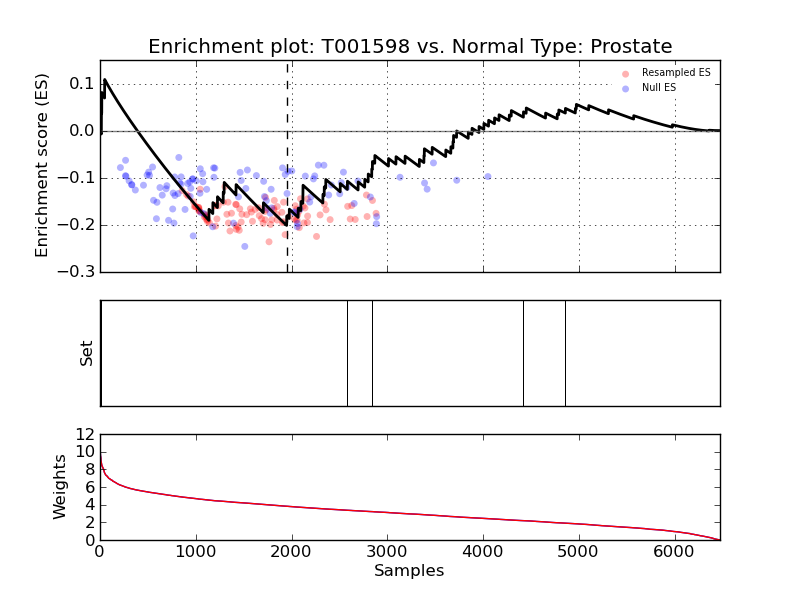 Enrichment plot: T001598 vs. Normal Type: Prostate
Enrichment score (ES)
0.1
0.0
−0.1
−0.2
−0.3
Resampled ES
Null ES
Set
Weights
12
10
8
6
4
2
0
0 1000 2000 3000 4000 5000 6000
Samples